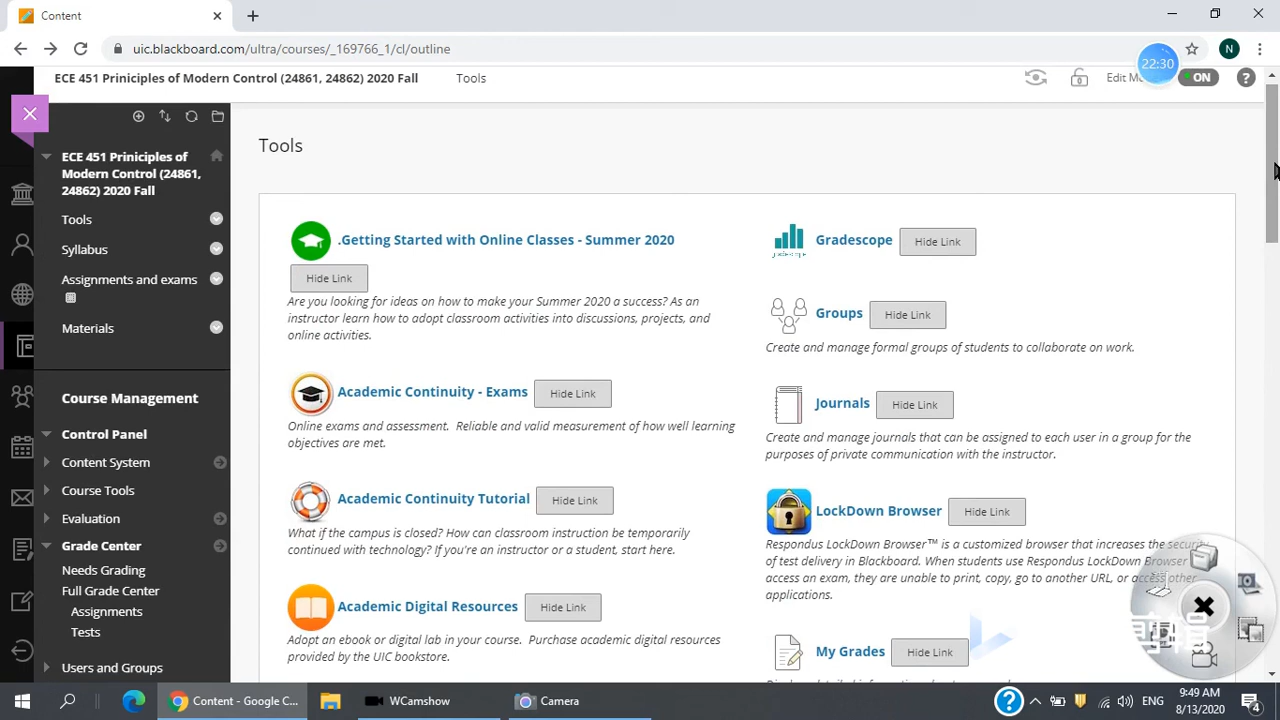 Content
uic.blackboard.com/ultra/courses/_169766_1/cl/outline
N
22:30
ECE 451 Priniciples of Modern Control (24861, 24862) 2020 Fall
Tools
ON
?
ECE 451 Priniciples of
Modern Control (24861,
24862) 2020 Fall
Tools
Syllabus
Assignments and exams
Materials
Course Management
Control Panel
Content System
Course Tools
Evaluation
Grade Center
Needs Grading
Full Grade Center
Assignments
Tests
Users and Groups
Tools
.Getting Started with Online Classes - Summer 2020
Hide Link
Are you looking for ideas on how to make your Summer 2020 a success? As an
instructor learn how to adopt classroom activities into discussions, projects, and
online activities.
Academic Continuity - Exams Hide Link
Online exams and assessment. Reliable and valid measurement of how well learning
objectives are met.
Academic Continuity Tutorial Hide Link
What if the campus is closed? How can classroom instruction be temporarily
continued with technology? If you're an instructor or a student, start here.
Academic Digital Resources Hide Link
Adopt an ebook or digital lab in your course. Purchase academic digital resources
provided by the UIC bookstore.
Gradescope Hide Link
Groups Hide Link
Create and manage formal groups of students to collaborate on work.
Journals Hide Link
Create and manage journals that can be assigned to each user in a group for the
purposes of private communication with the instructor.
LockDown Browser Hide Link
Respondus LockDown Browser™ is a customized browser that increases the security
of test delivery in Blackboard. When students use Respondus LockDown Browser
access an exam, they are unable to print, copy, go to another URL, or access other
applications.
My Grades Hide Link
Content - Google C...
WCamshow
Camera
ENG
9:49 AM
8/13/2020
4